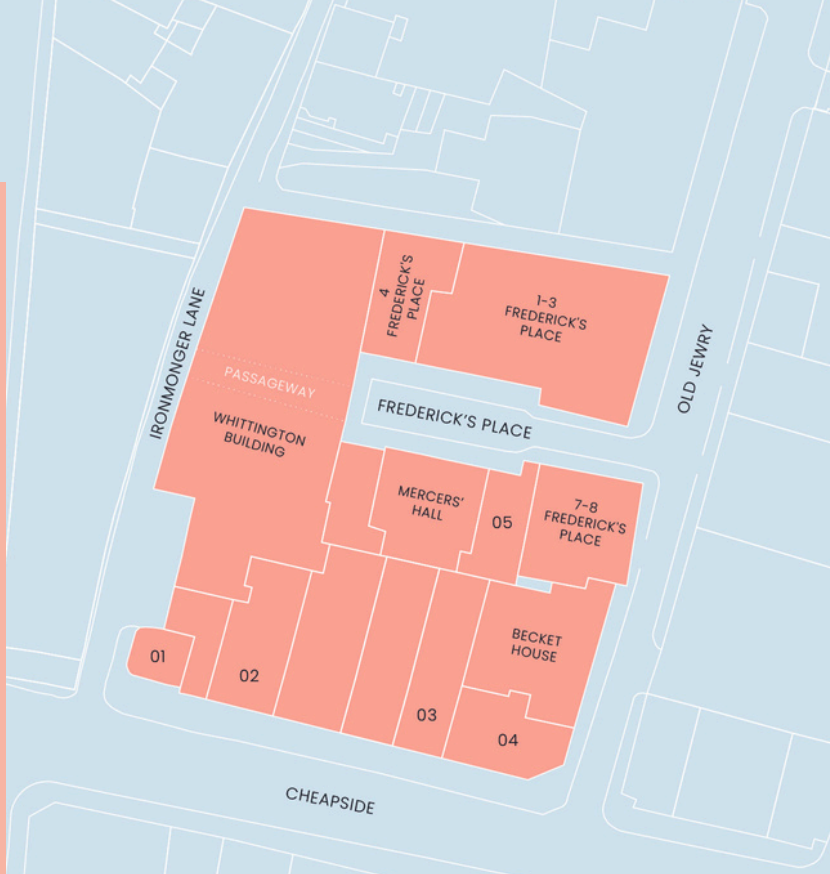 4
FREDERICK'S
PLACE
1-3
FREDERICK'S
PLACE
IRONMONGER LANE
OLD JEWRY
PASSAGEWAY
FREDERICK'S PLACE
WHITTINGTON
BUILDING
MERCERS'
HALL
05
7-8
FREDERICK'S
PLACE
BECKET
HOUSE
01
02
03
04
CHEAPSIDE